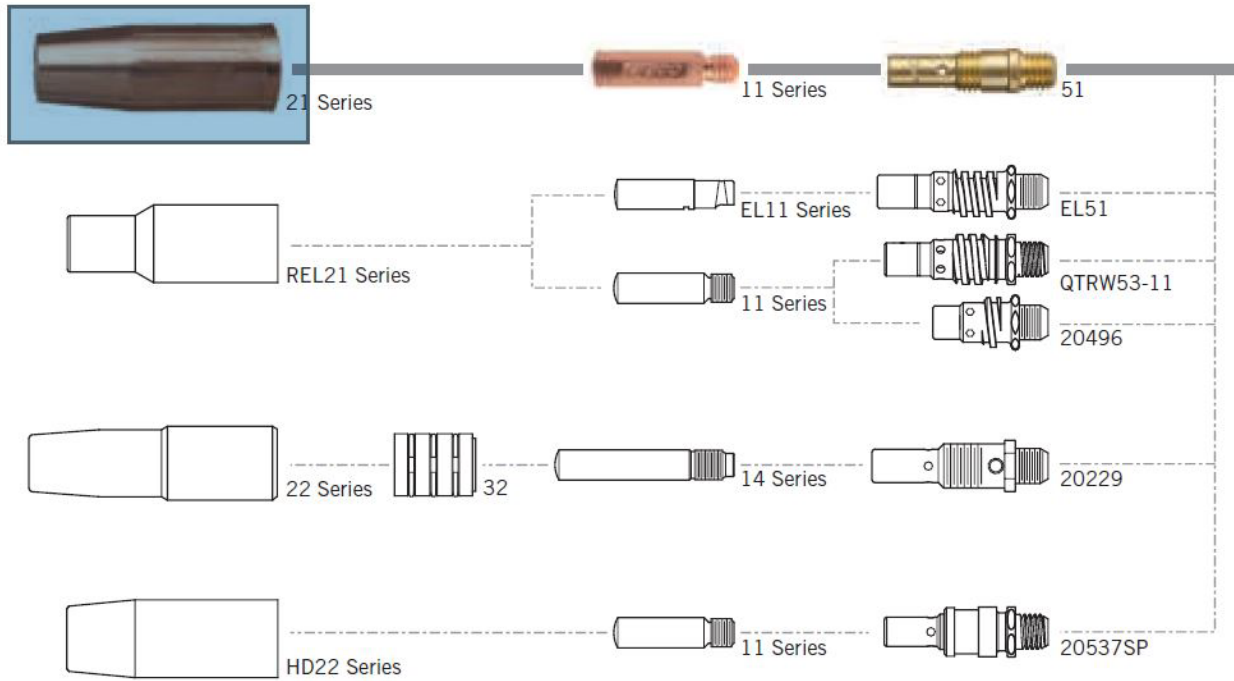 21 Series
11 Series
51
EL11 Series
EL51
REL21 Series
11 Series
QTRW53-11
20496
22 Series
32
14 Series
20229
HD22 Series
11 Series
20537SP